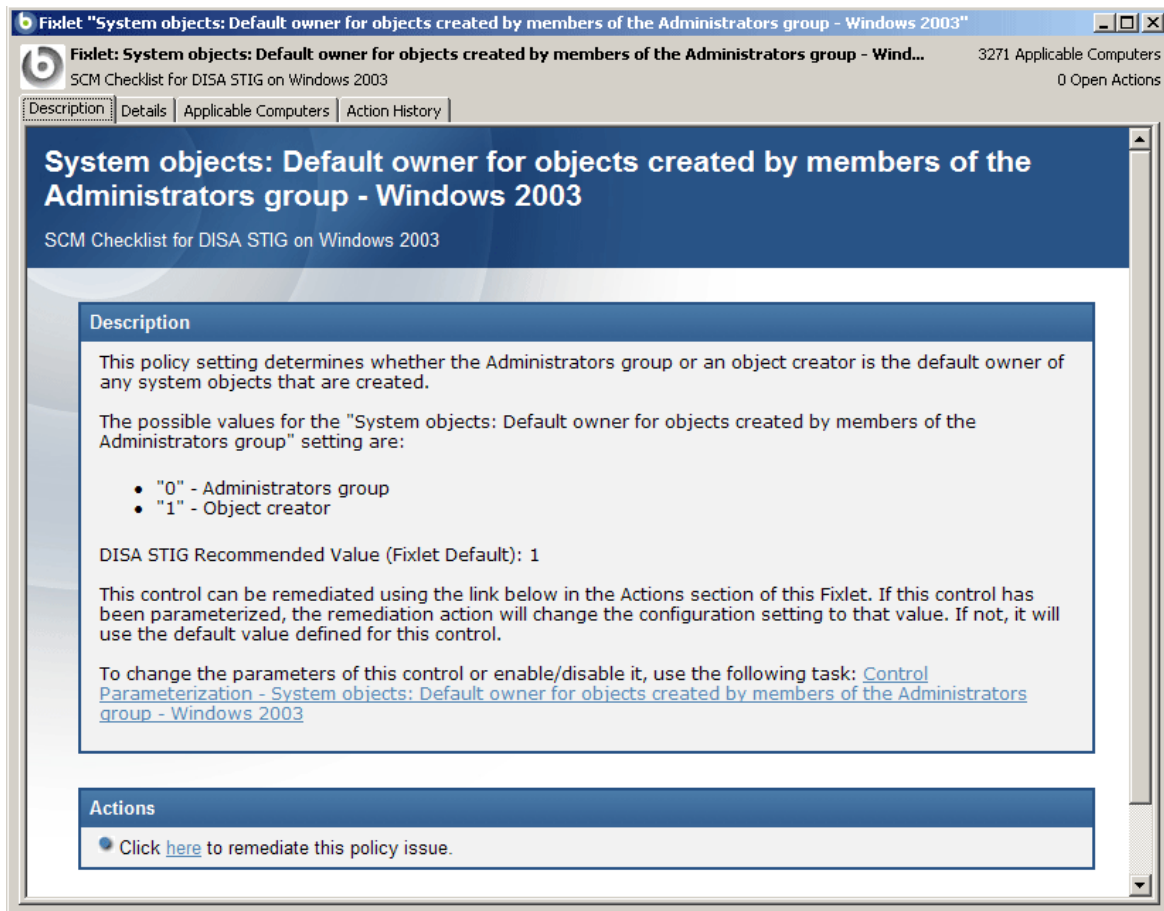 Fixlet "System objects: Default owner for objects created by members of the Administrators group - Windows 2003"
Fixlet: System objects: Default owner for objects created by members of the Administrators group - Wind... 3271 Applicable Computers
SCM Checklist for DISA STIG on Windows 2003 0 Open Actions
Description Details Applicable Computers Action History
System objects: Default owner for objects created by members of the
Administrators group - Windows 2003
SCM Checklist for DISA STIG on Windows 2003
Description
This policy setting determines whether the Administrators group or an object creator is the default owner of
any system objects that are created.
The possible values for the "System objects: Default owner for objects created by members of the
Administrators group" setting are:
• "0" - Administrators group
• "1" - Object creator
DISA STIG Recommended Value (Fixlet Default): 1
This control can be remediated using the link below in the Actions section of this Fixlet. If this control has
been parameterized, the remediation action will change the configuration setting to that value. If not, it will
use the default value defined for this control.
To change the parameters of this control or enable/disable it, use the following task: Control
Parameterization - System objects: Default owner for objects created by members of the Administrators
group - Windows 2003
Actions
Click here to remediate this policy issue.